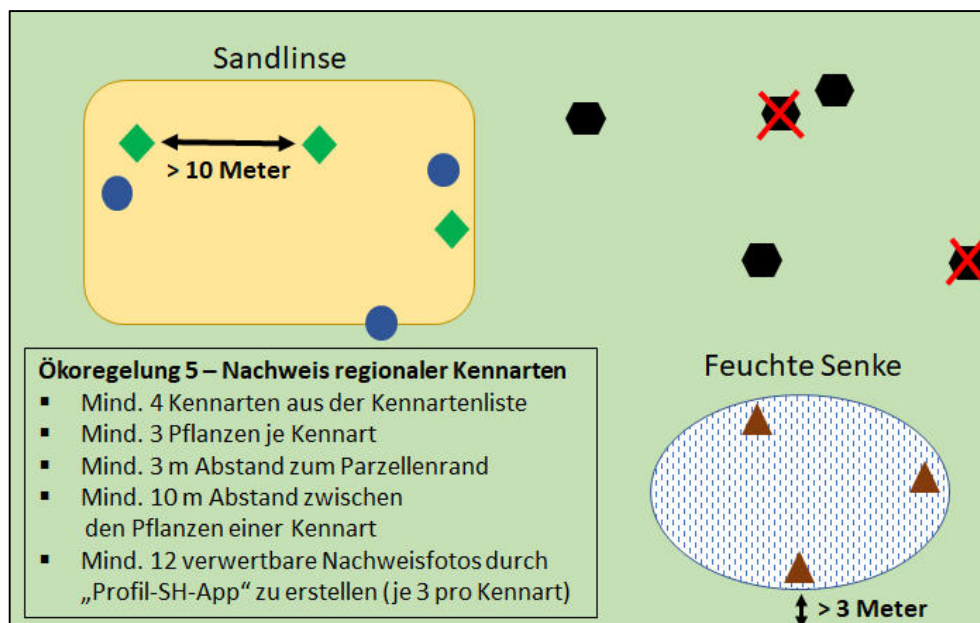 Sandlinse
> 10 Meter
Ökoregelung 5 – Nachweis regionaler Kennarten
▪ Mind. 4 Kennarten aus der Kennartenliste
▪ Mind. 3 Pflanzen je Kennart
▪ Mind. 3 m Abstand zum Parzellenrand
▪ Mind. 10 m Abstand zwischen
den Pflanzen einer Kennart
▪ Mind. 12 verwertbare Nachweisfotos durch
„Profil-SH-App“ zu erstellen (je 3 pro Kennart)
Feuchte Senke
> 3 Meter